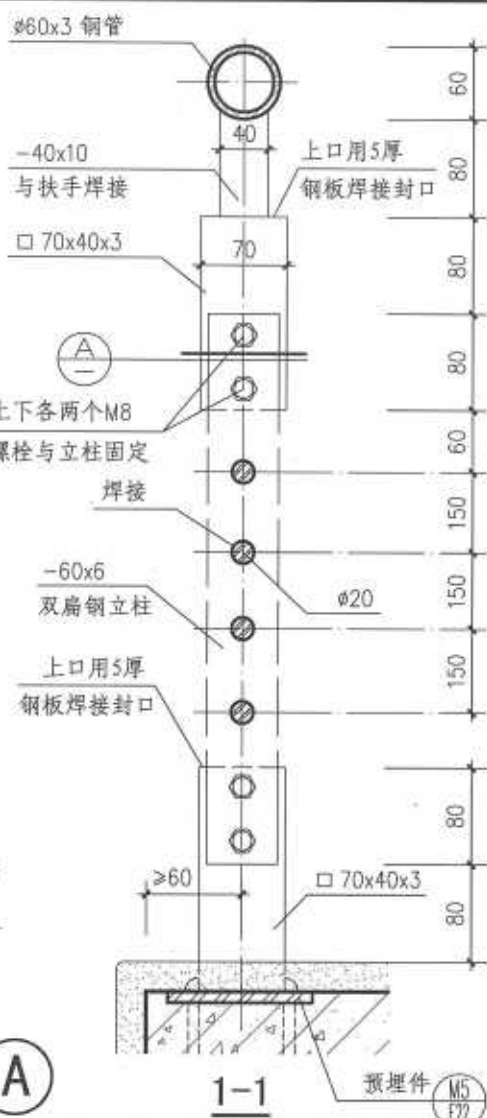 ø60x3 钢管
60
40
-40x10
与扶手焊接
上口用5厚
钢板焊接封口
80
□ 70x40x3
70
80
A
—
80
上下各两个M8
螺栓与立柱固定
60
焊接
150
-60x6
双扁钢立柱
ø20
150
上口用5厚
钢板焊接封口
150
80
≥60
□ 70x40x3
80
A
1-1
预埋件
M5
E22